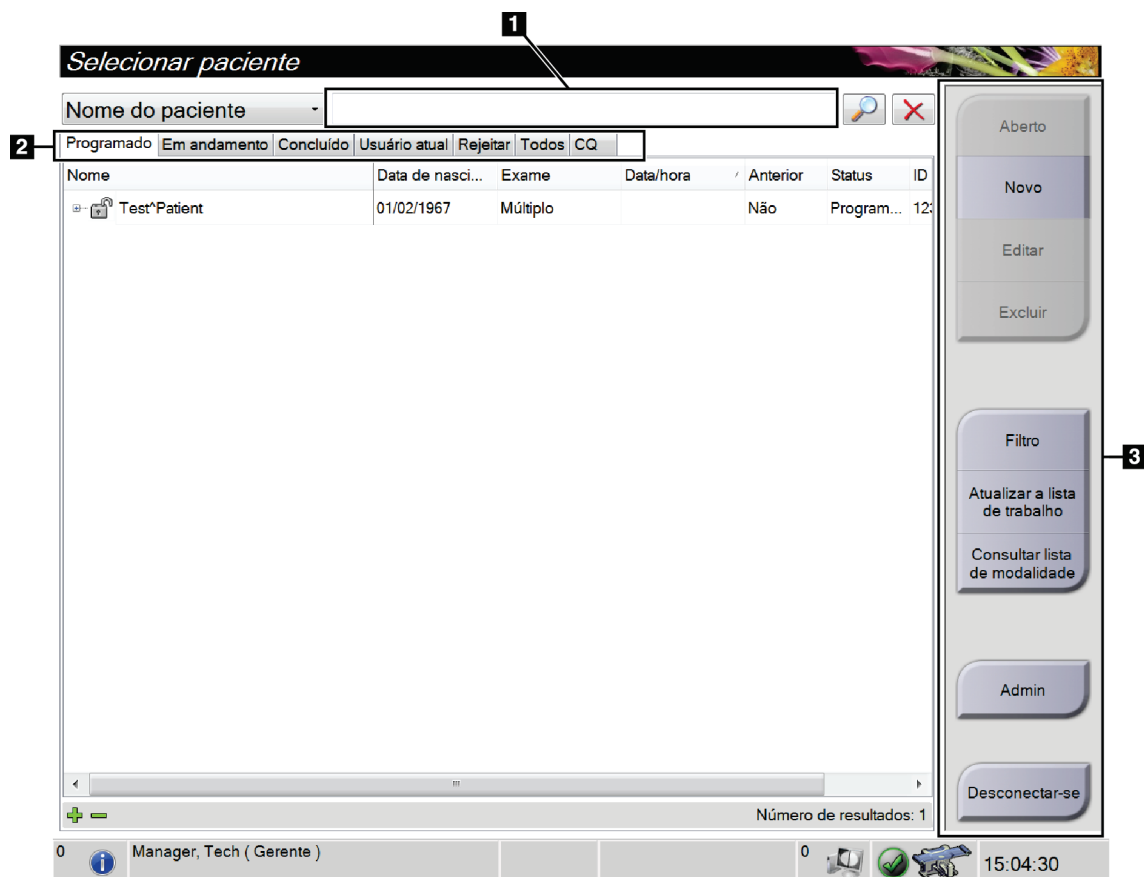 1
Selecionar paciente
Nome do paciente
2
Programado Em andamento Concluído Usuário atual Rejeitar Todos CQ
Nome Data de nasci... Exame Data/hora Anterior Status ID
Test^Patient 01/02/1967 Múltiplo Não Program... 12
Aberto
Novo
Editar
Excluir
Filtro
3
Atualizar a lista
de trabalho
Consultar lista
de modalidade
Admin
Desconectar-se
Número de resultados: 1
0 Manager, Tech ( Gerente ) 0 15:04:30